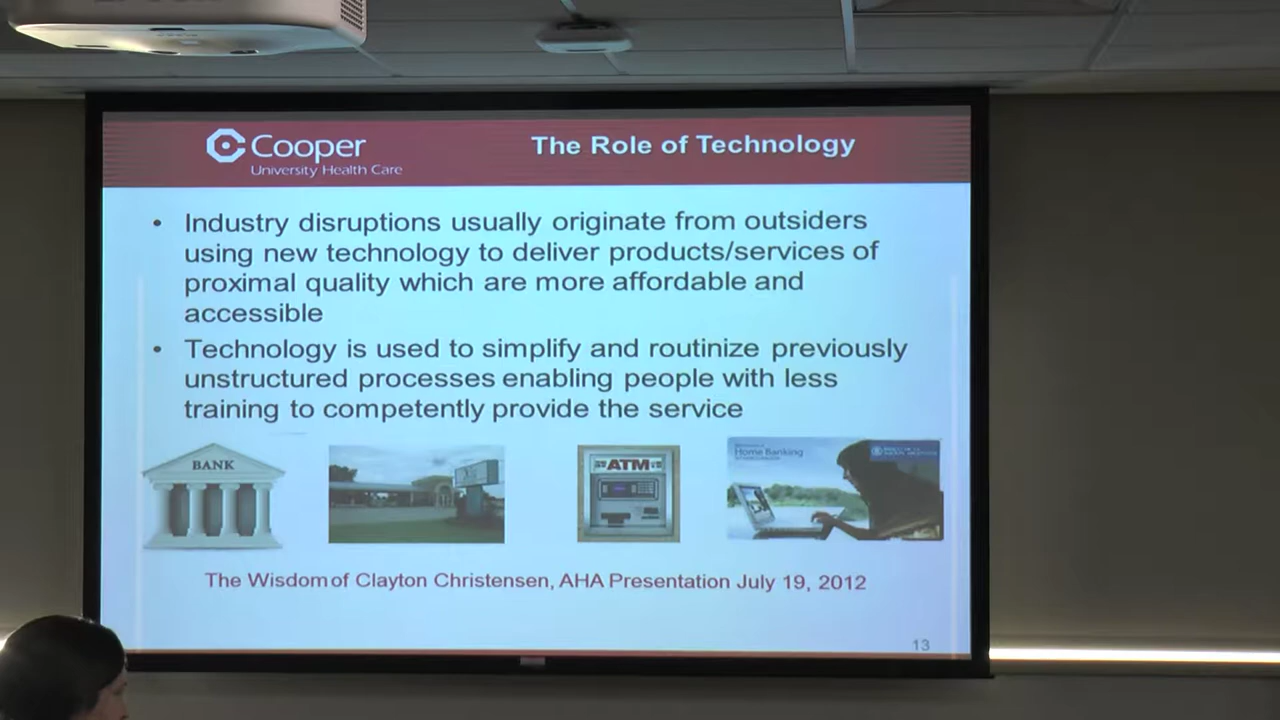 Cooper
University Health Care
The Role of Technology
• Industry disruptions usually originate from outsiders
using new technology to deliver products/services of
proximal quality which are more affordable and
accessible
• Technology is used to simplify and routinize previously
unstructured processes enabling people with less
training to competently provide the service
BANK
ATM
Home Banking
The Wisdom of Clayton Christensen, AHA Presentation July 19, 2012
13